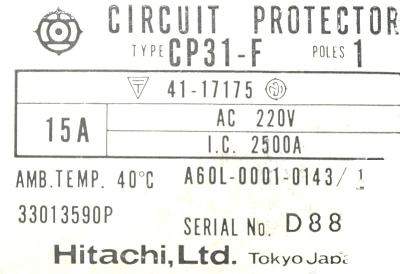 CIRCUIT PROTECTOR
TYPE CP31-F POLES 1
41-17175
15A
AC 220V
I.C. 2500A
AMB.TEMP. 40°C A60L-0001-0143/
33013590P
SERIAL No. D88
Hitachi, Ltd. Tokyo Japa